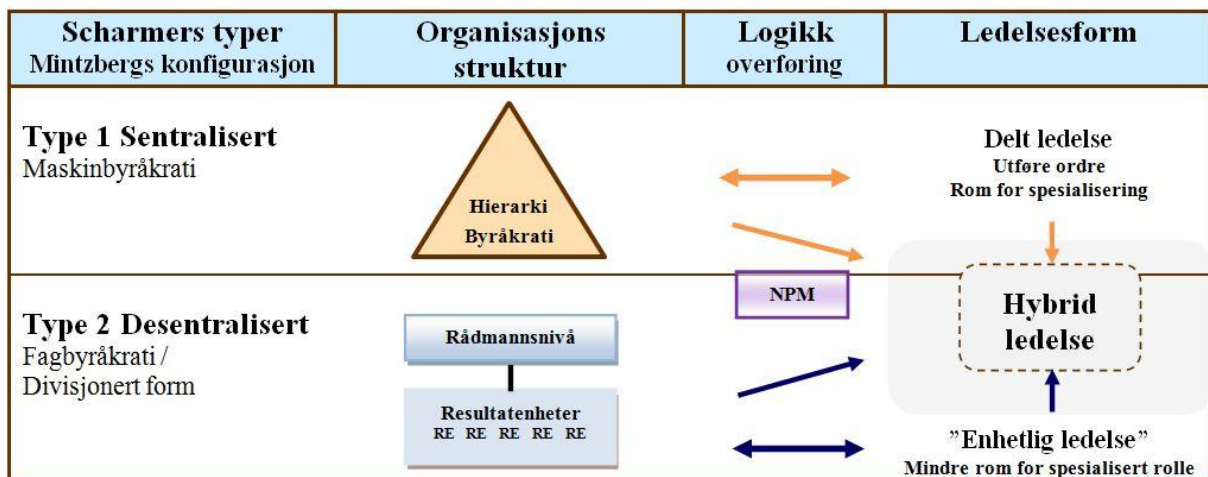 Scharmers typer
Mintzbergs konfigurasjon
Organisasjons
struktur
Logikk
overføring
Ledelsesform
Type 1 Sentralisert
Maskinbyråkrati
Hierarki
Byråkrati
Delt ledelse
Utføre ordre
Rom for spesialisering
NPM
Hybrid
ledelse
Type 2 Desentralisert
Fagbyråkrati /
Divisjonert form
Rådmannsnivå
Resultatenheter
RE RE RE RE RE
"Enhetlig ledelse”
Mindre rom for spesialisert rolle